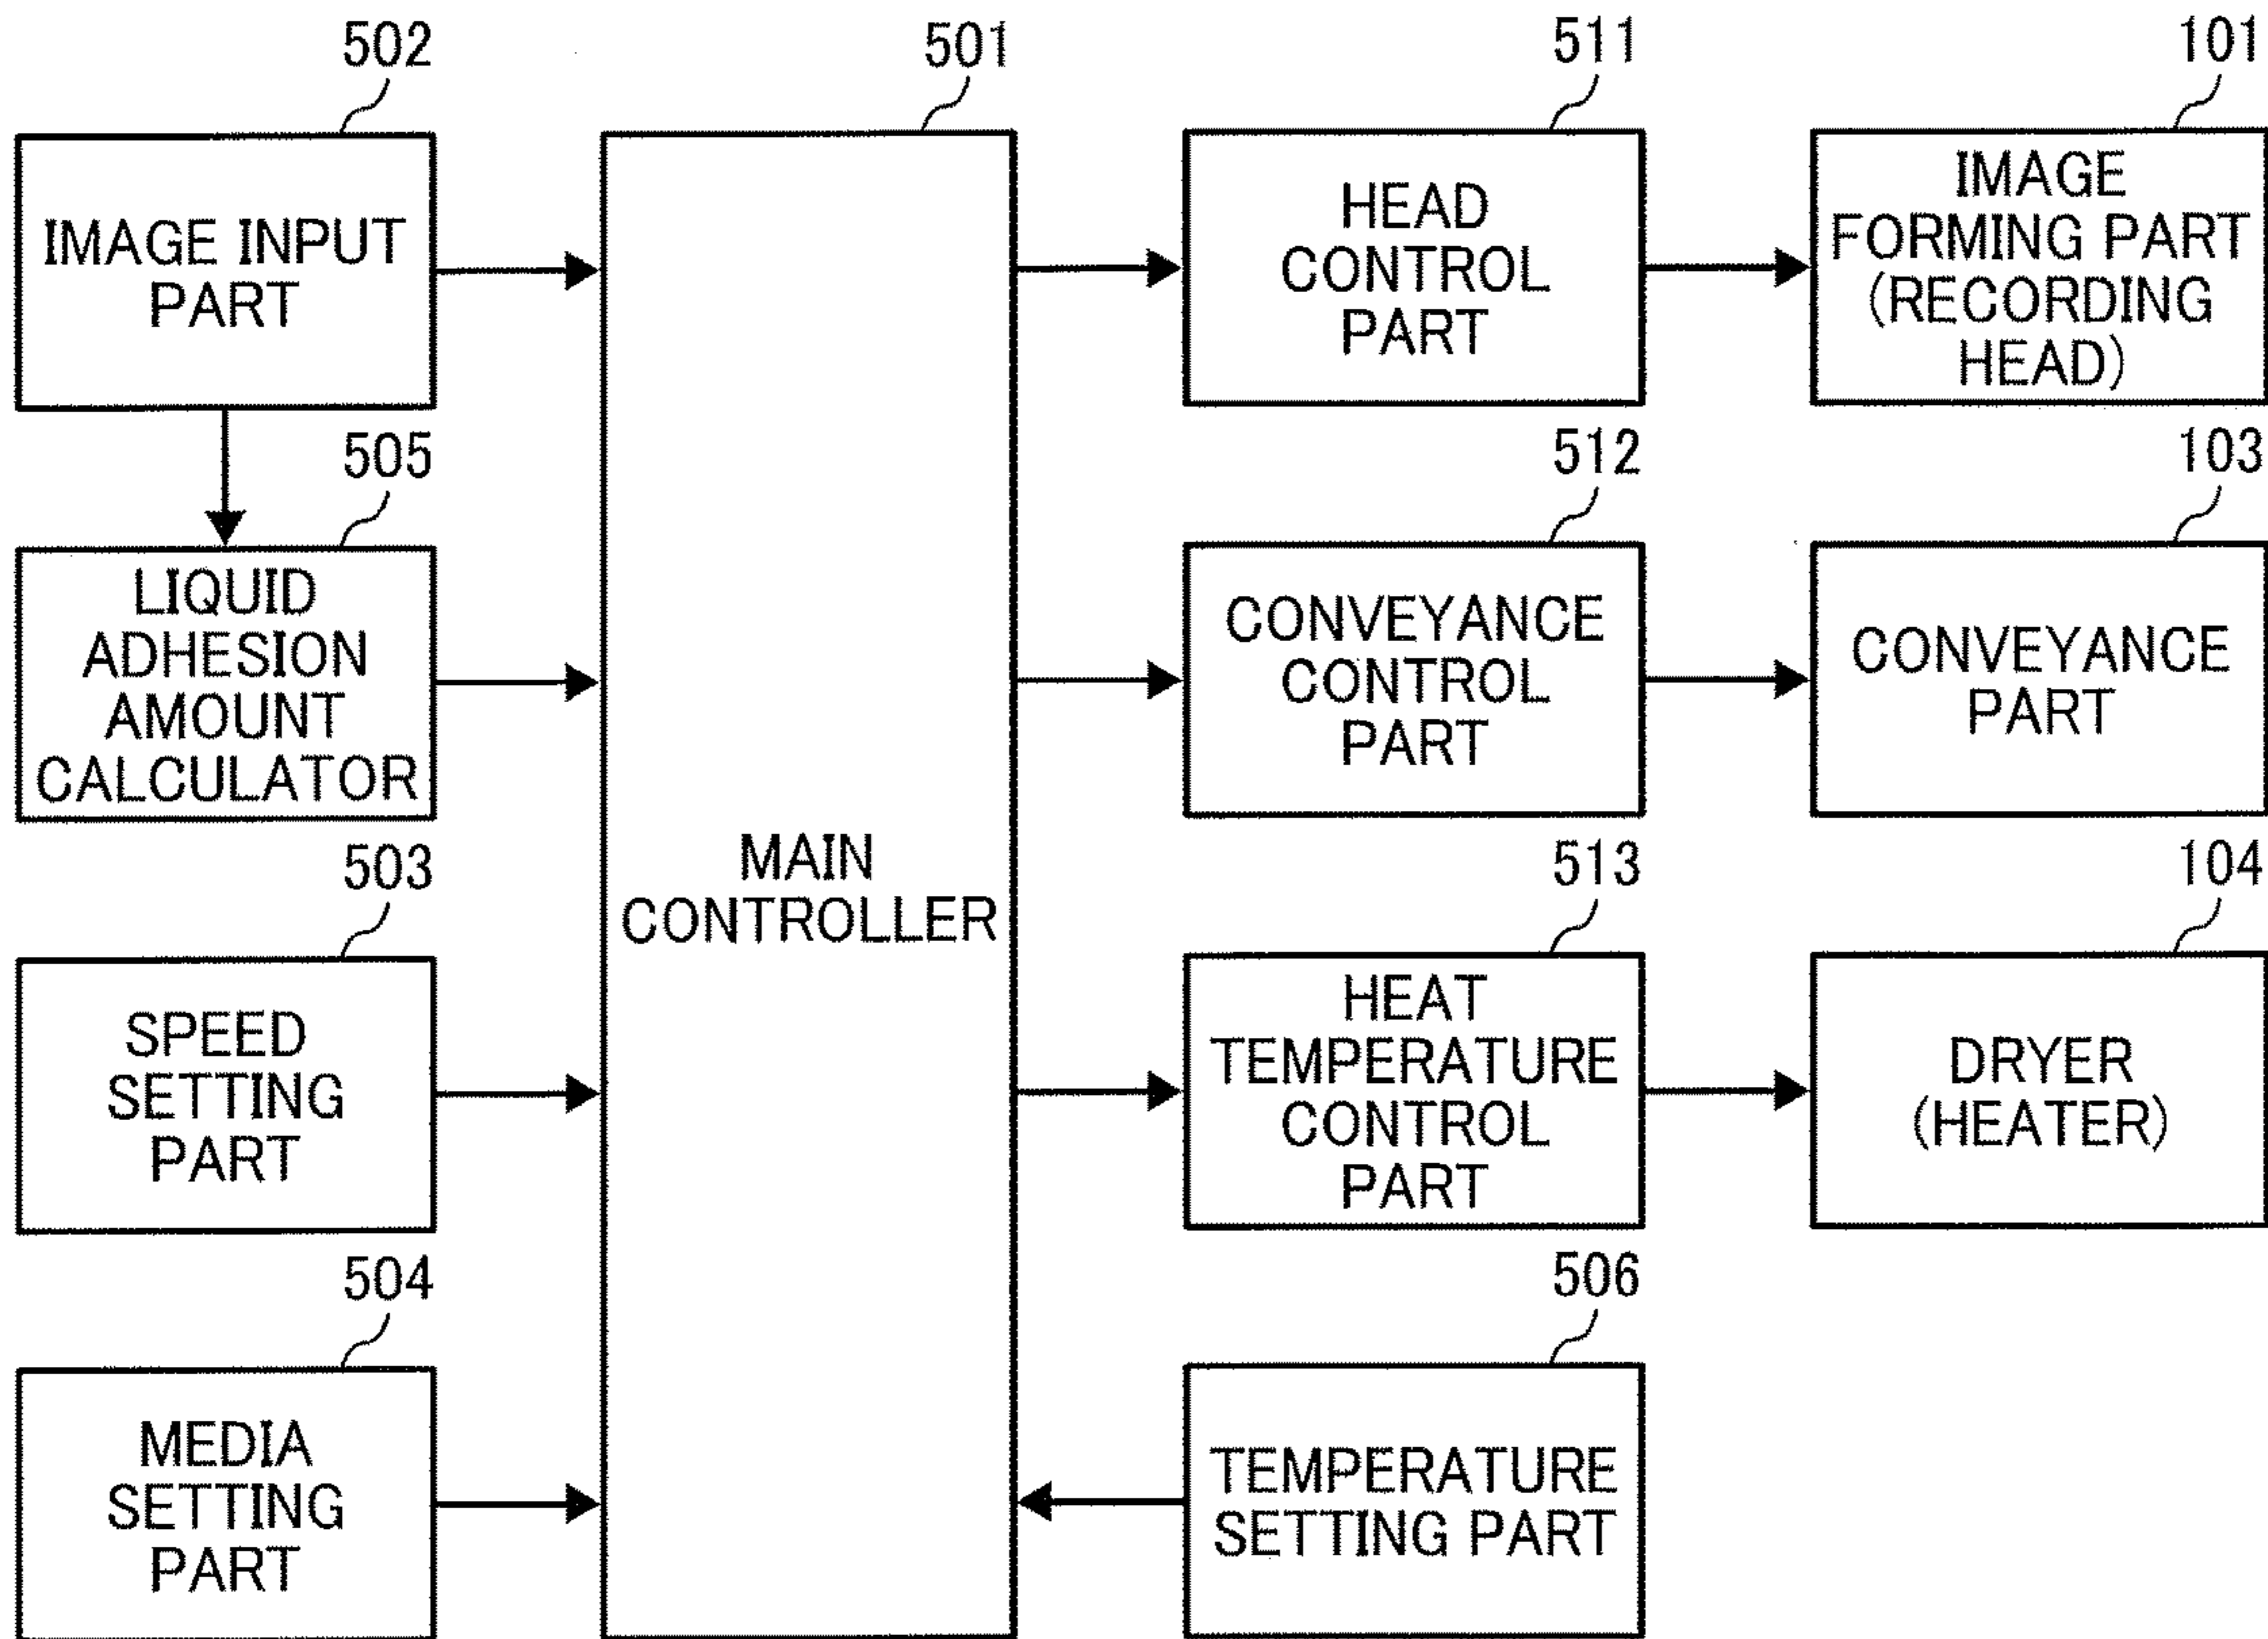 502
501
511
101
IMAGE INPUT
PART
HEAD
CONTROL
PART
IMAGE
FORMING PART
(RECORDING
HEAD)
505
512
103
LIQUID
ADHESION
AMOUNT
CALCULATOR
CONVEYANCE
CONTROL
PART
CONVEYANCE
PART
MAIN
CONTROLLER
503
513
104
SPEED
SETTING
PART
HEAT
TEMPERATURE
CONTROL
PART
DRYER
(HEATER)
504
506
MEDIA
SETTING
PART
TEMPERATURE
SETTING PART